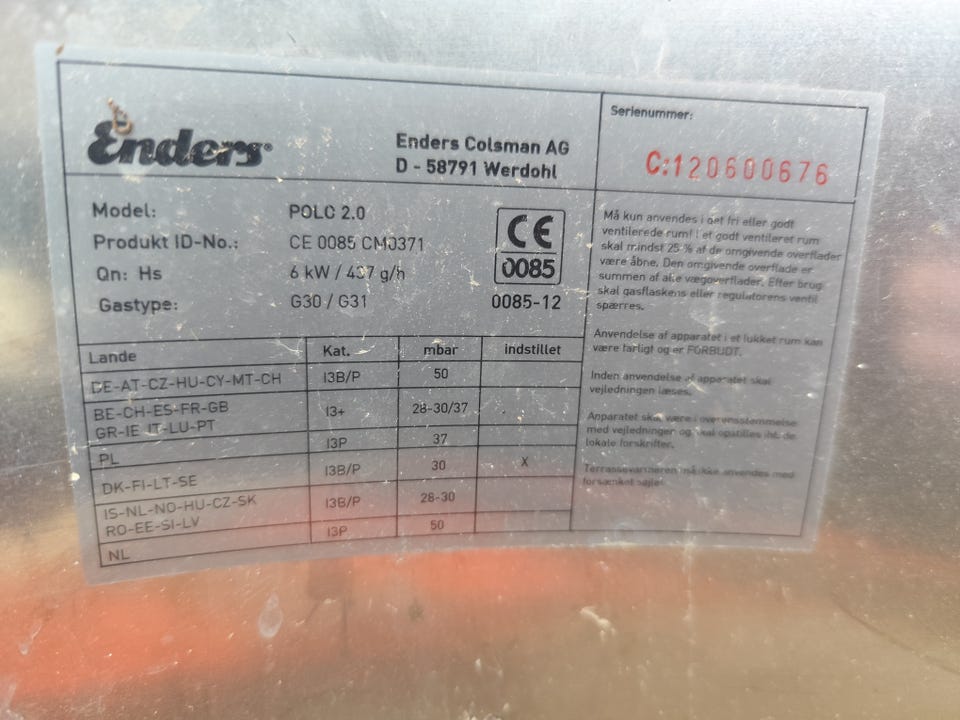 Enders®
Enders Colsman AG
D - 58791 Werdohl
Serienummer:
C:120600676
Model: POLO 2.0
Produkt ID-No.: CE 0085 CM0371
Qn: Hs 6 kW / 437 g/h
Gastype: G30 / G31
CE
0085
0085-12
Må kun anvendes i det fri eller godt
ventilerede rum! I et godt ventileret rum
skal mindst 25 % af de omgivende overflader
være åbne. Den omgivende overflade er
summen af alle vægoverflader. Efter brug
skal gasflaskens eller regulatorens ventil
spærres.
Anvendelse af apparatet i et lukket rum kan
være farligt og er FORBUDT.
Inden anvendelse af apparatet skal
vejledningen læses.
Apparatet skal være i overensstemmelse
med vejledningen og skal opstilles iht. de
lokale forskrifter.
Terrassevarmeren må ikke anvendes med
forsænket søjle.
Lande Kat. mbar indstillet
DE-AT-CZ-HU-CY-MT-CH I3B/P 50
BE-CH-ES-FR-GB
GR-IE IT-LU-PT I3+ 28-30/37
PL I3P 37
DK-FI-LT-SE I3B/P 30 X
IS-NL-NO-HU-CZ-SK
RO-EE-SI-LV I3B/P 28-30
NL I3P 50